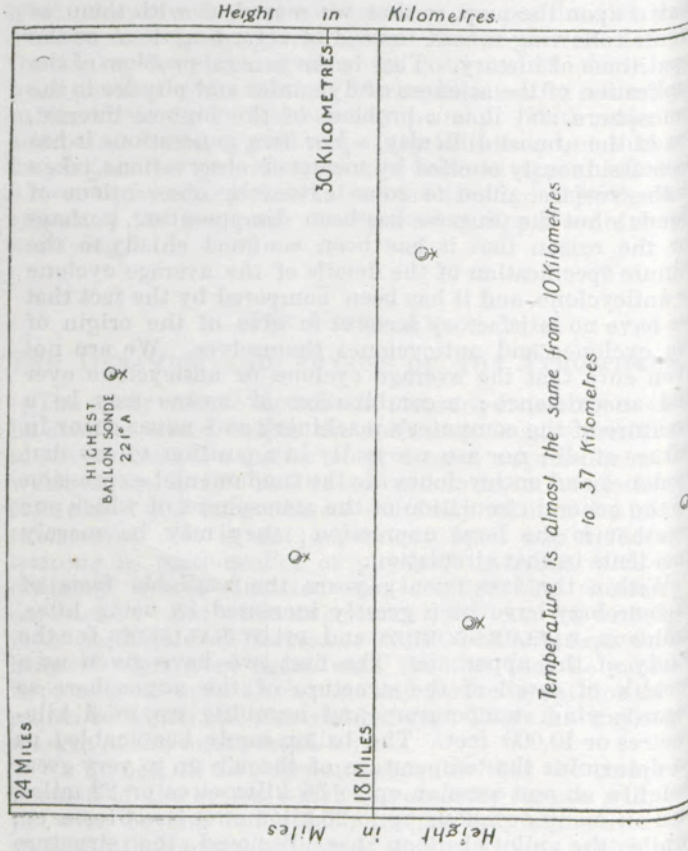 Height in Kilometres.
30 KILOMETRES
HIGHEST
BALLON SONDE
221ª
Temperature is almost the same from 10 Kilometres
to 37 Kilometres
24 MILES
18 MILES
Height in Miles